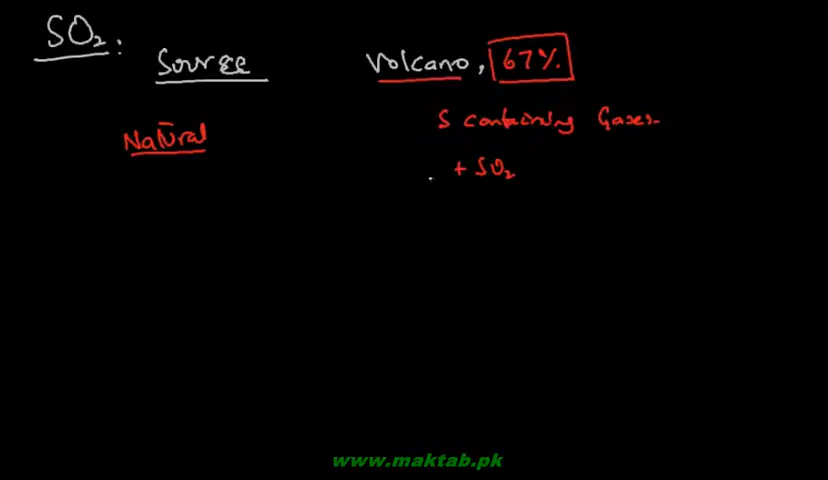 SO₂:
Source Volcano, 67%.
Natural S containing Gases.
+ SO₂
www.maktab.pk